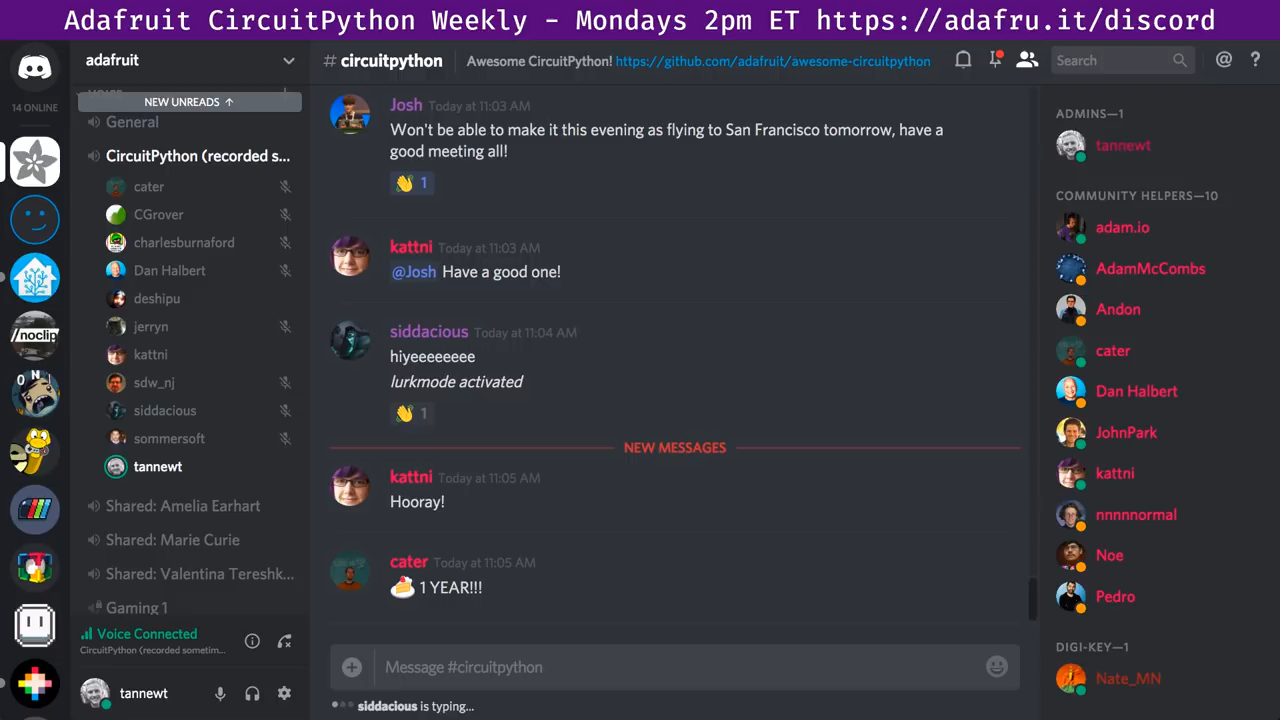 Adafruit CircuitPython Weekly - Mondays 2pm ET https://adafru.it/discord
14 ONLINE
/noclip
adafruit
NEW UNREADS ↑
General
CircuitPython (recorded s...
cater
CGrover
charlesburnaford
Dan Halbert
deshipu
jerryn
kattni
sdw_nj
siddacious
sommersoft
tannewt
Shared: Amelia Earhart
Shared: Marie Curie
Shared: Valentina Tereshk...
Gaming 1
Voice Connected
CircuitPython (recorded sometim...
tannewt
# circuitpython
Awesome CircuitPython! https://github.com/adafruit/awesome-circuitpython
Search
Josh Today at 11:03 AM
Won't be able to make it this evening as flying to San Francisco tomorrow, have a
good meeting all!
👋 1
kattni Today at 11:03 AM
@Josh Have a good one!
siddacious Today at 11:04 AM
hiyeeeeeeee
lurkmode activated
👋 1
NEW MESSAGES
kattni Today at 11:05 AM
Hooray!
cater Today at 11:05 AM
🍰 1 YEAR!!!
Message #circuitpython
siddacious is typing...
ADMINS—1
tannewt
COMMUNITY HELPERS—10
adam.io
AdamMcCombs
Andon
cater
Dan Halbert
JohnPark
kattni
nnnnnormal
Noe
Pedro
DIGI-KEY—1
Nate_MN